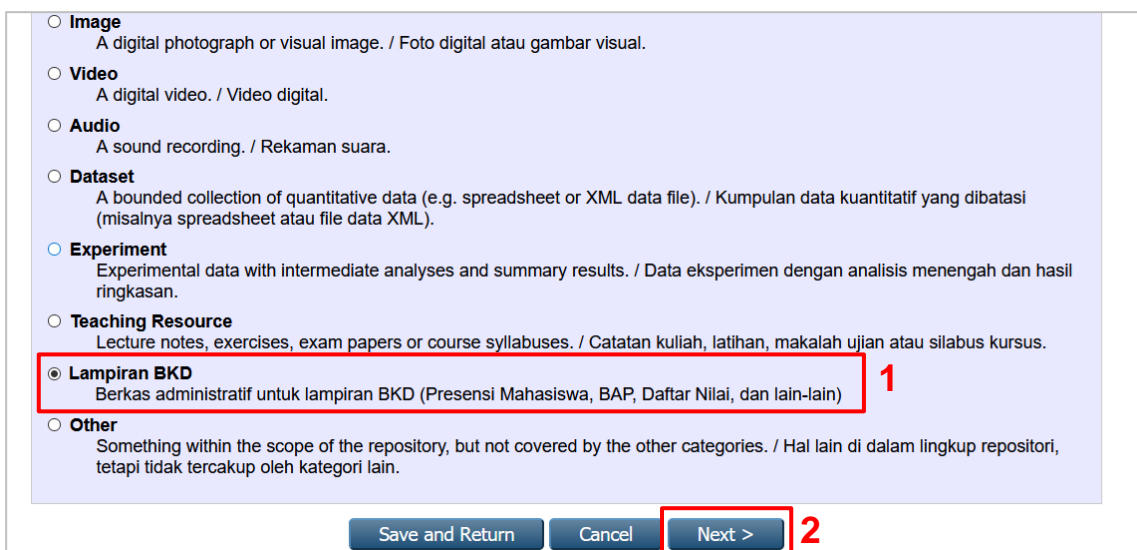 Image
A digital photograph or visual image. / Foto digital atau gambar visual.
Video
A digital video. / Video digital.
Audio
A sound recording. / Rekaman suara.
Dataset
A bounded collection of quantitative data (e.g. spreadsheet or XML data file). / Kumpulan data kuantitatif yang dibatasi
(misalnya spreadsheet atau file data XML).
Experiment
Experimental data with intermediate analyses and summary results. / Data eksperimen dengan analisis menengah dan hasil
ringkasan.
Teaching Resource
Lecture notes, exercises, exam papers or course syllabuses. / Catatan kuliah, latihan, makalah ujian atau silabus kursus.
Lampiran BKD
Berkas administratif untuk lampiran BKD (Presensi Mahasiswa, BAP, Daftar Nilai, dan lain-lain)
1
Other
Something within the scope of the repository, but not covered by the other categories. / Hal lain di dalam lingkup repositori,
tetapi tidak tercakup oleh kategori lain.
Save and Return Cancel Next > 2